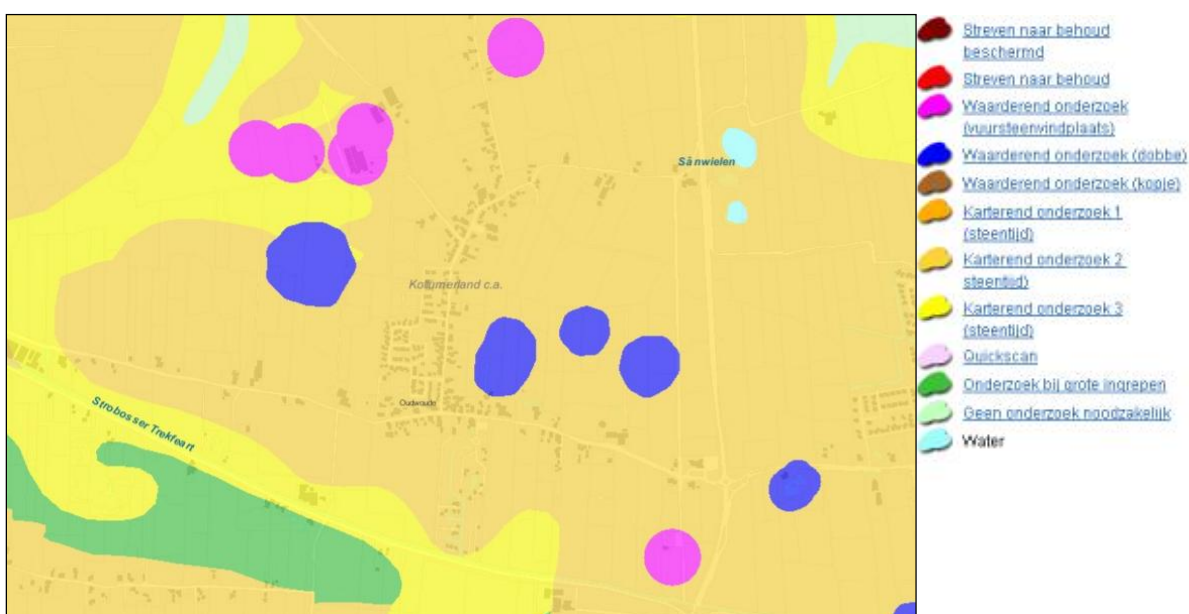 Sânwielen
Kollumerland c.a.
Oudwoude
Strobosser Trekfeart
Streven naar behoud
beschermd
Streven naar behoud
Waarderend onderzoek
(vuursteenvindplaats)
Waarderend onderzoek (dobbe)
Waarderend onderzoek (kopje)
Karterend onderzoek 1
(steentijd)
Karterend onderzoek 2
steentijd)
Karterend onderzoek 3
(steentijd)
Quickscan
Onderzoek bij grote ingrepen
Geen onderzoek noodzakelijk
Water